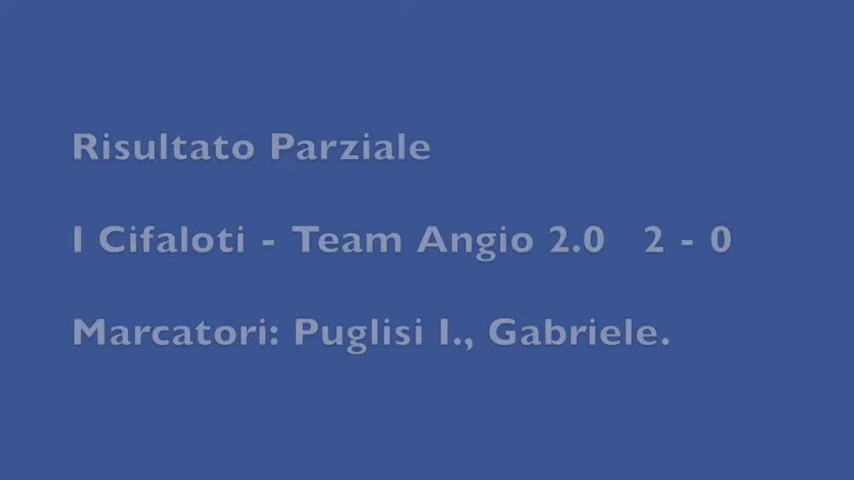 Risultato Parziale
I Cifaloti - Team Angio 2.0 2 - 0
Marcatori: Puglisi I., Gabriele.